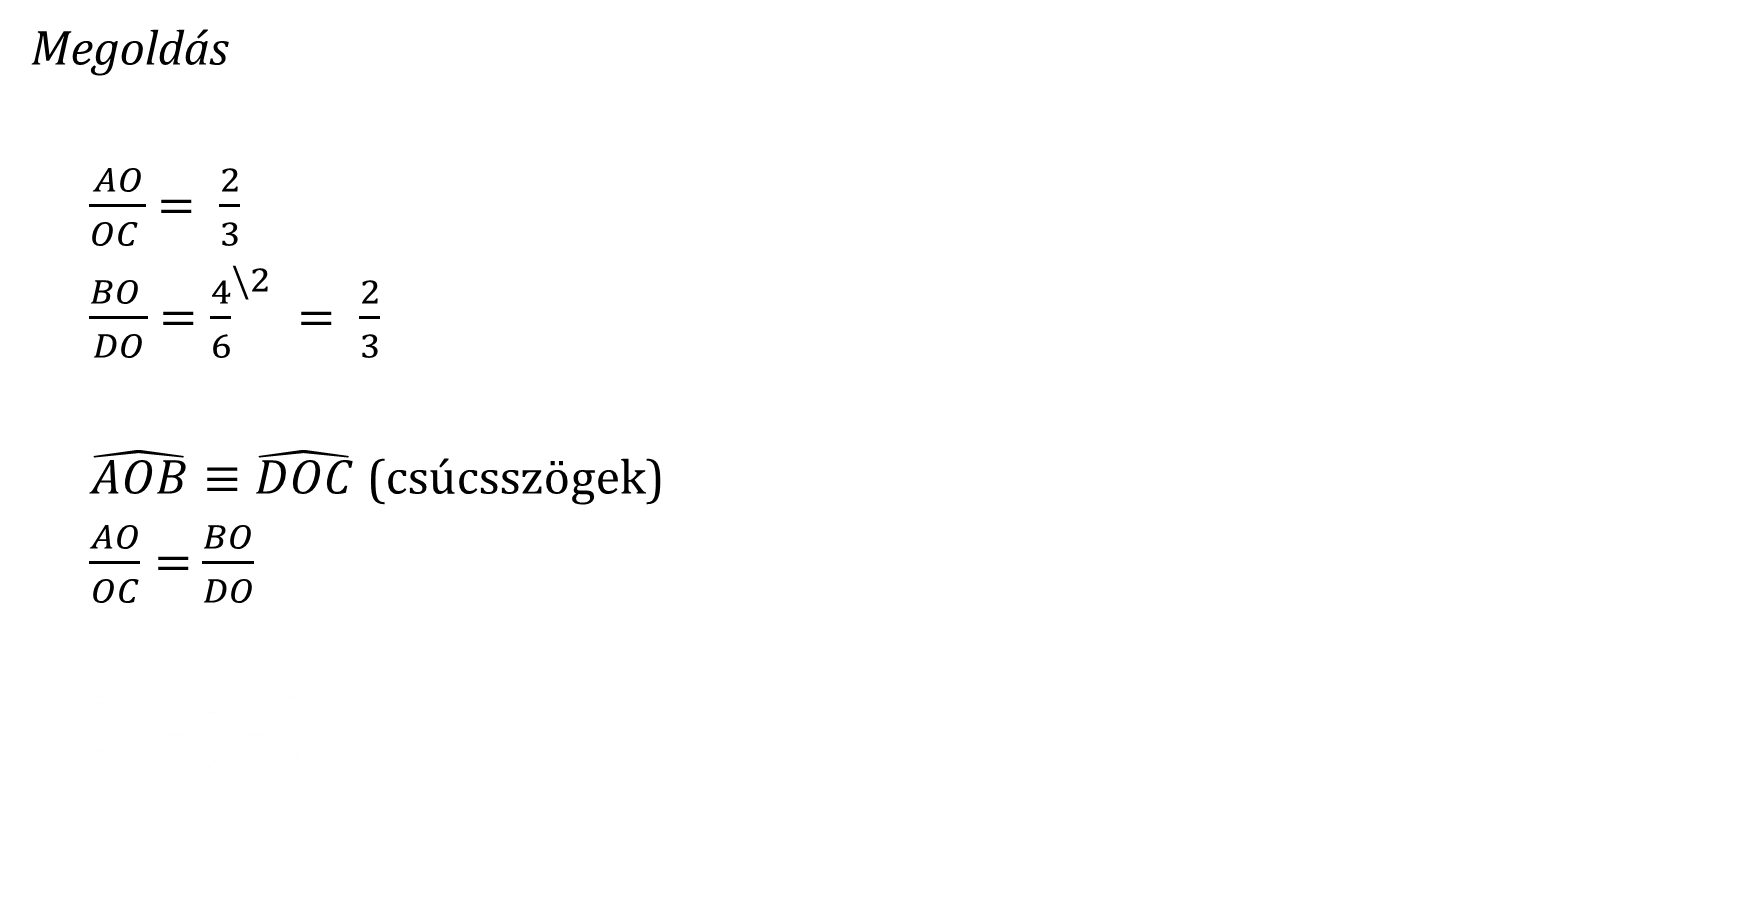 Megoldás
AO/OC = 2/3
BO/DO = 4/6 \2 = 2/3
AOB ≡ DOC (csúcsszögek)
AO/OC = BO/DO